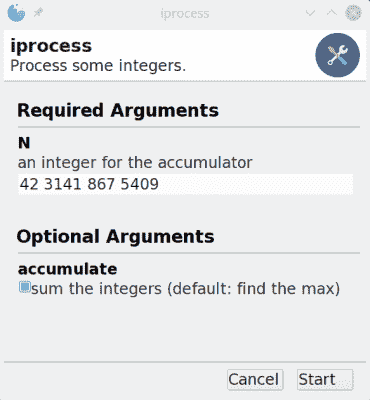 iprocess
iprocess
Process some integers.
Required Arguments
N
an integer for the accumulator
42 3141 867 5409
Optional Arguments
accumulate
sum the integers (default: find the max)
Cancel Start